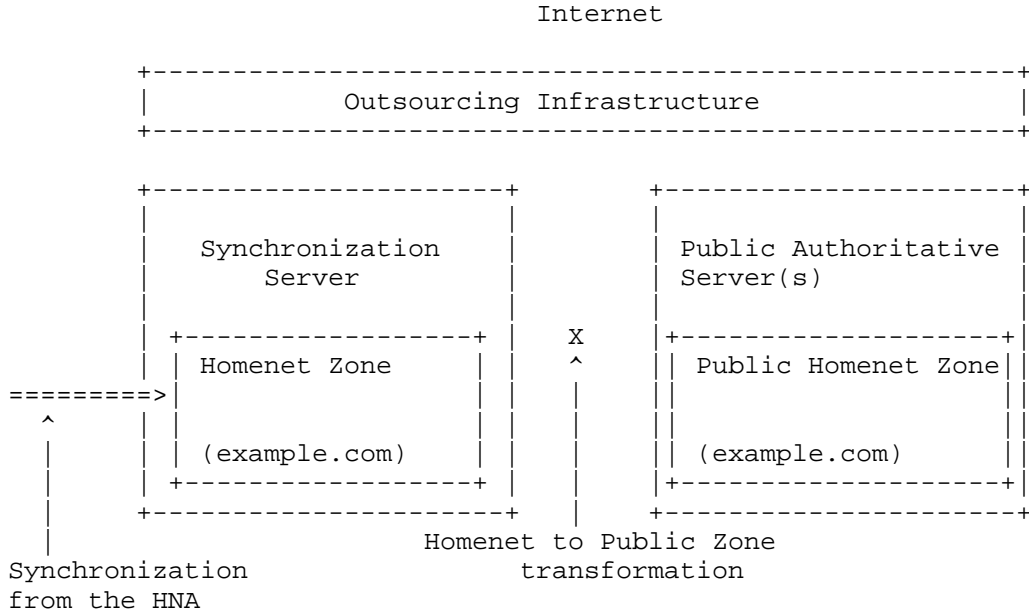 Internet
Outsourcing Infrastructure
Synchronization
Server
Public Authoritative
Server(s)
X
Homenet Zone
Public Homenet Zone
(example.com)
(example.com)
Homenet to Public Zone
Synchronization
transformation
from the HNA